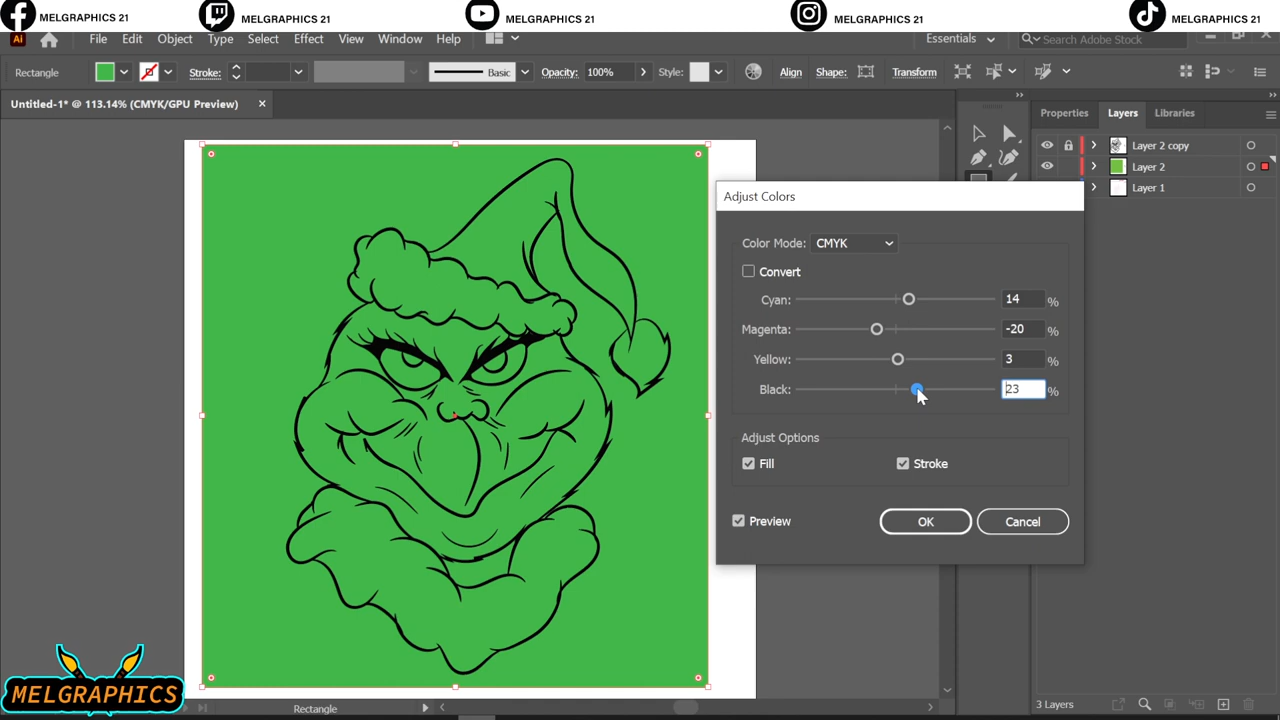 MELGRAPHICS 21 MELGRAPHICS 21 MELGRAPHICS 21 MELGRAPHICS 21 MELGRAPHICS 21
Ai File Edit Object Type Select Effect View Window Help Essentials Search Adobe Stock
Rectangle Stroke: Basic Opacity: 100% Style: Align Shape: Transform
Untitled-1* @ 113.14% (CMYK/GPU Preview)
Properties Layers Libraries
Layer 2 copy
Layer 2
Layer 1
Adjust Colors
Color Mode: CMYK
Convert
Cyan: 14 %
Magenta: -20 %
Yellow: 3 %
Black: 23 %
Adjust Options
Fill Stroke
Preview OK Cancel
MELGRAPHICS
Rectangle
3 Layers